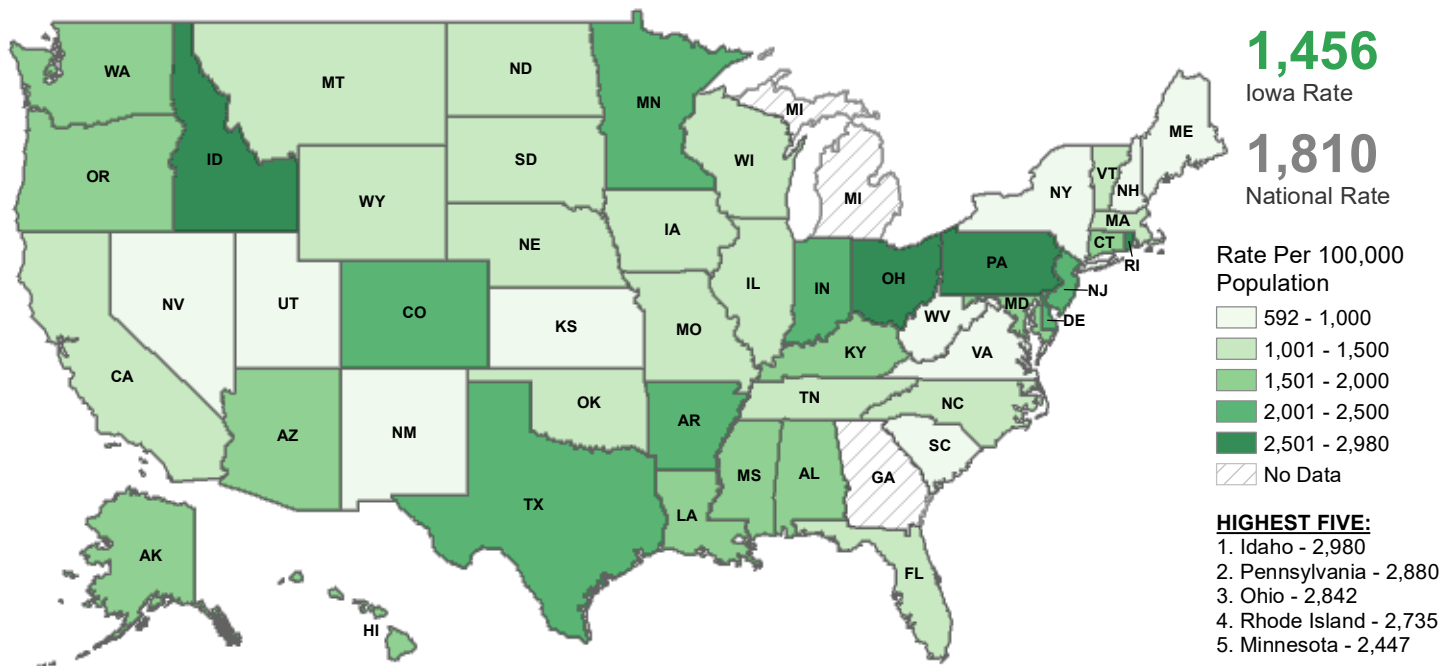 WA
MT
ND
MN
MI
ME
1,456
Iowa Rate
OR
ID
SD
WI
VT
NH
NY
MI
1,810
National Rate
WY
IA
MA
CT
RI
NE
NV
UT
CO
IL
IN
OH
PA
NJ
MD
DE
WV
VA
KS
MO
KY
CA
AZ
NM
OK
AR
TN
NC
SC
MS
AL
GA
TX
LA
FL
AK
HI
Rate Per 100,000
Population
592 - 1,000
1,001 - 1,500
1,501 - 2,000
2,001 - 2,500
2,501 - 2,980
No Data
HIGHEST FIVE:
1. Idaho - 2,980
2. Pennsylvania - 2,880
3. Ohio - 2,842
4. Rhode Island - 2,735
5. Minnesota - 2,447